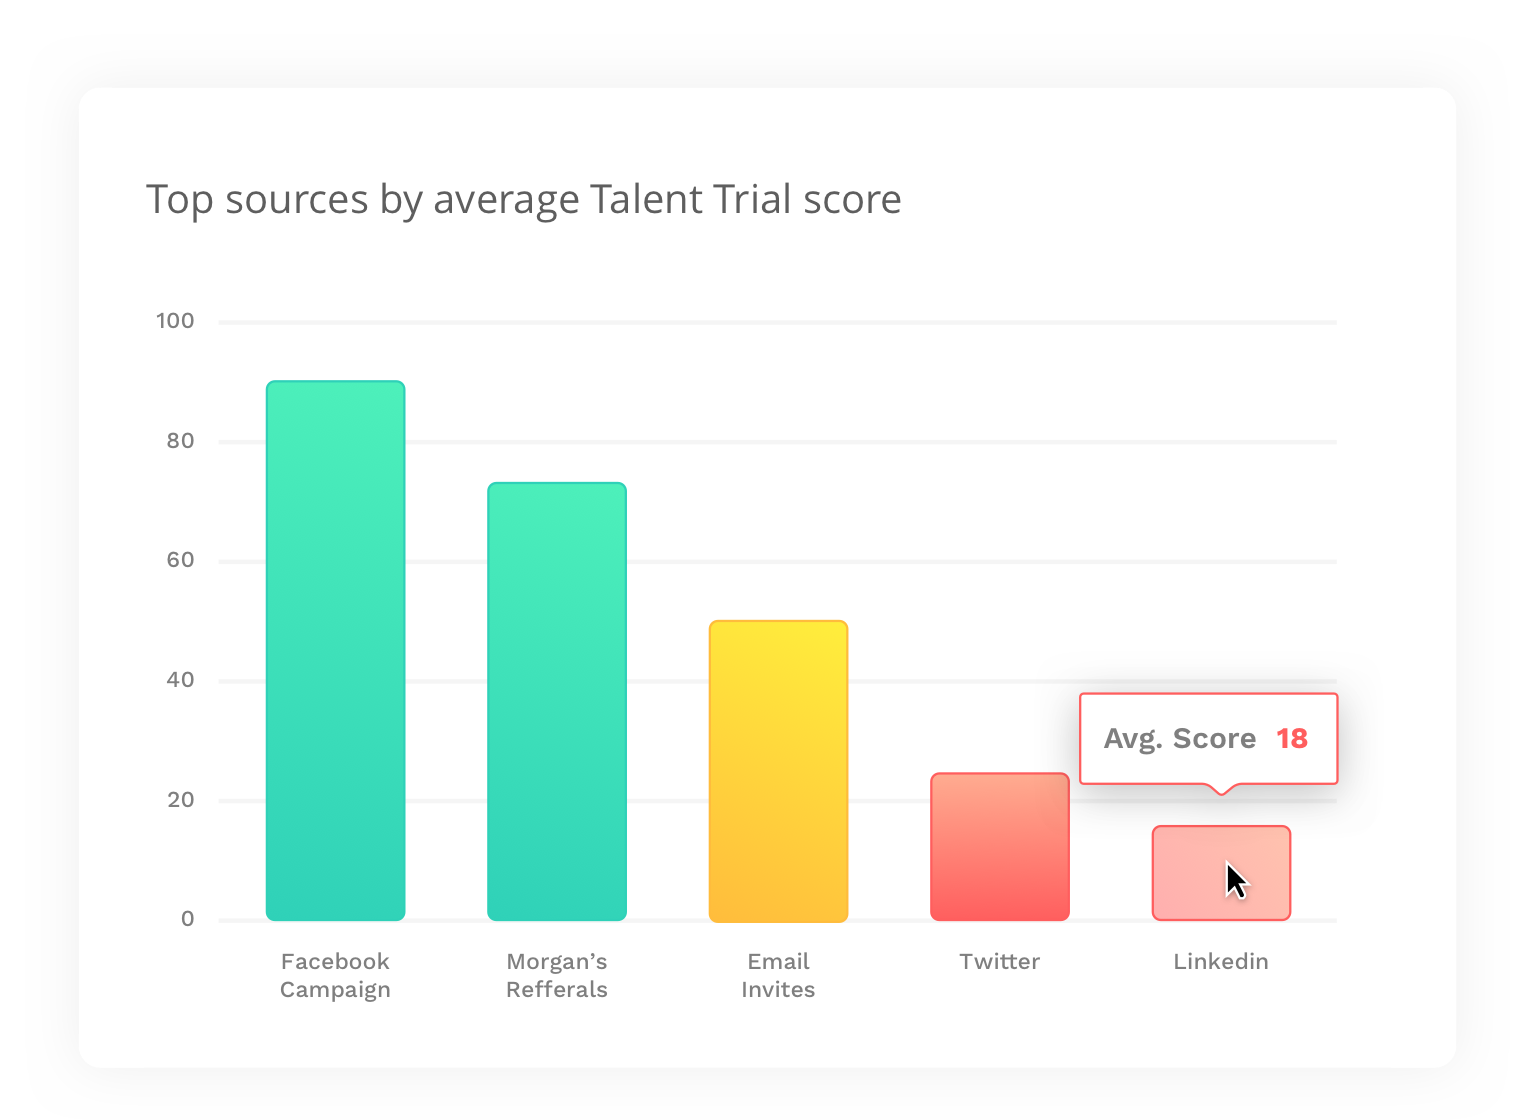 Top sources by average Talent Trial score
100
80
60
40
20
0
Avg. Score 18
Facebook
Campaign
Morgan’s
Refferals
Email
Invites
Twitter
Linkedin